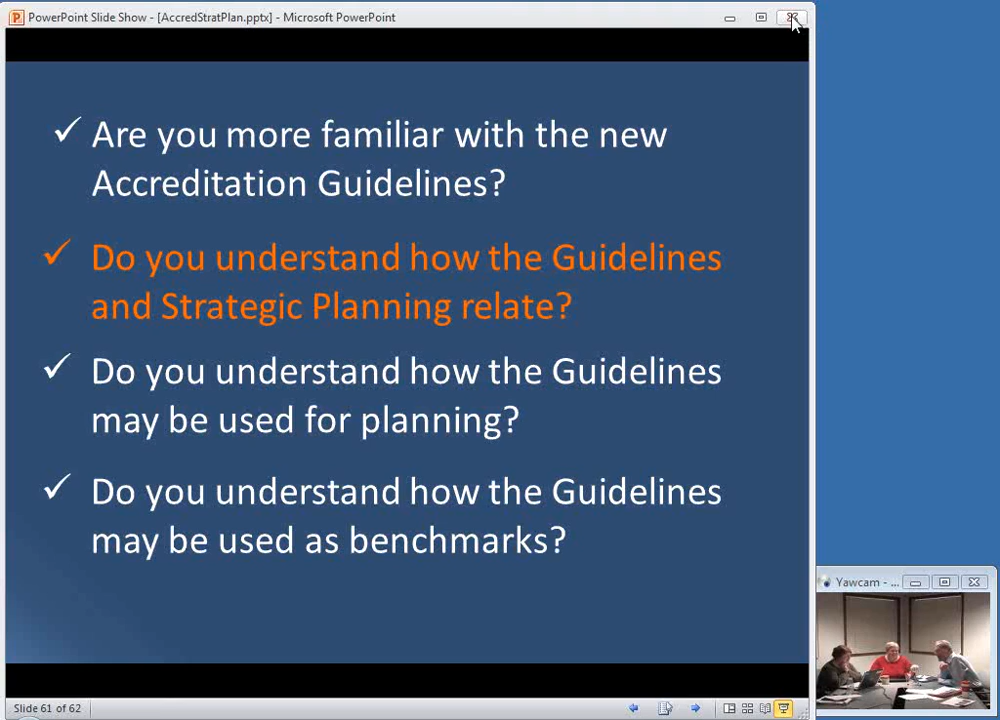 PowerPoint Slide Show - [AccredStratPlan.pptx] - Microsoft PowerPoint
✓ Are you more familiar with the new
Accreditation Guidelines?
✓ Do you understand how the Guidelines
and Strategic Planning relate?
✓ Do you understand how the Guidelines
may be used for planning?
✓ Do you understand how the Guidelines
may be used as benchmarks?
Yawcam - ...
Slide 61 of 62